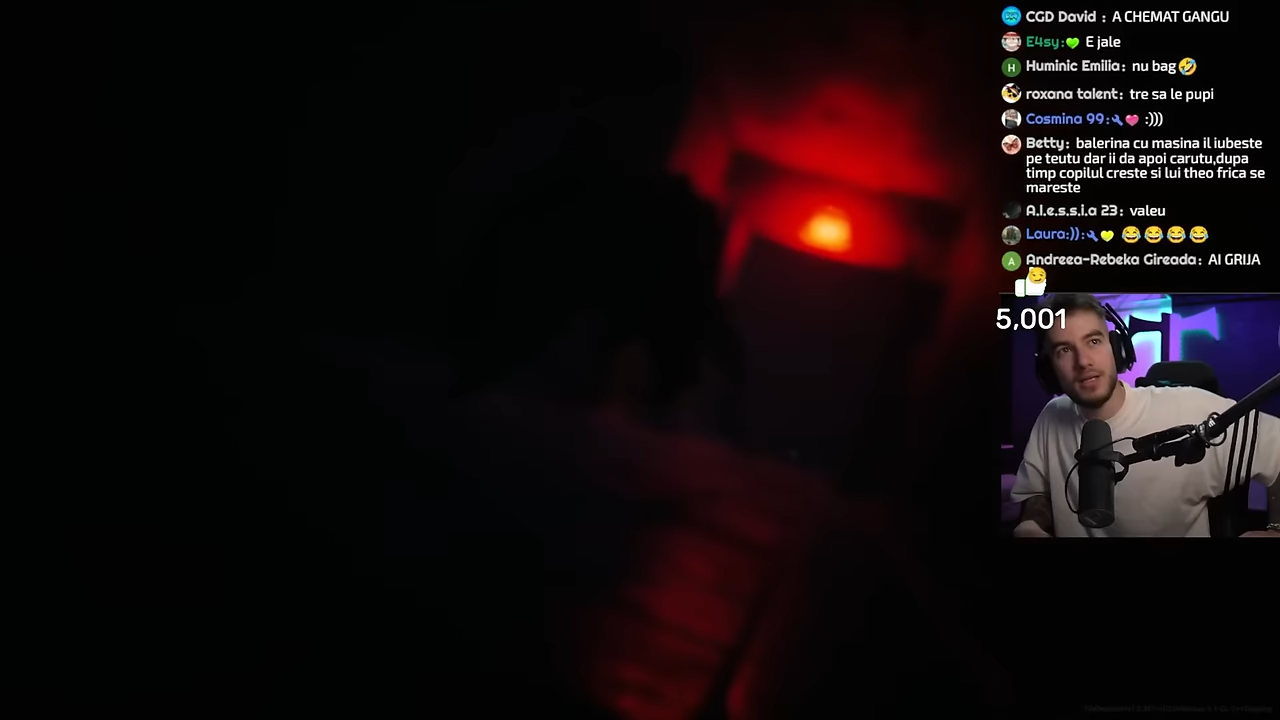 CGD David : A CHEMAT GANGU
E4sy: E jale
H Huminic Emilia: nu bag
roxana talent: tre sa le pupi
Cosmina 99: :)))
Betty: balerina cu masina il iubeste
pe teutu dar ii da apoi carutu,dupa
timp copilul creste si lui theo frica se
mareste
A.l.e.s.s.i.a 23: valeu
Laura:)):
A Andreea-Rebeka Gireada: AI GRIJA
5,001